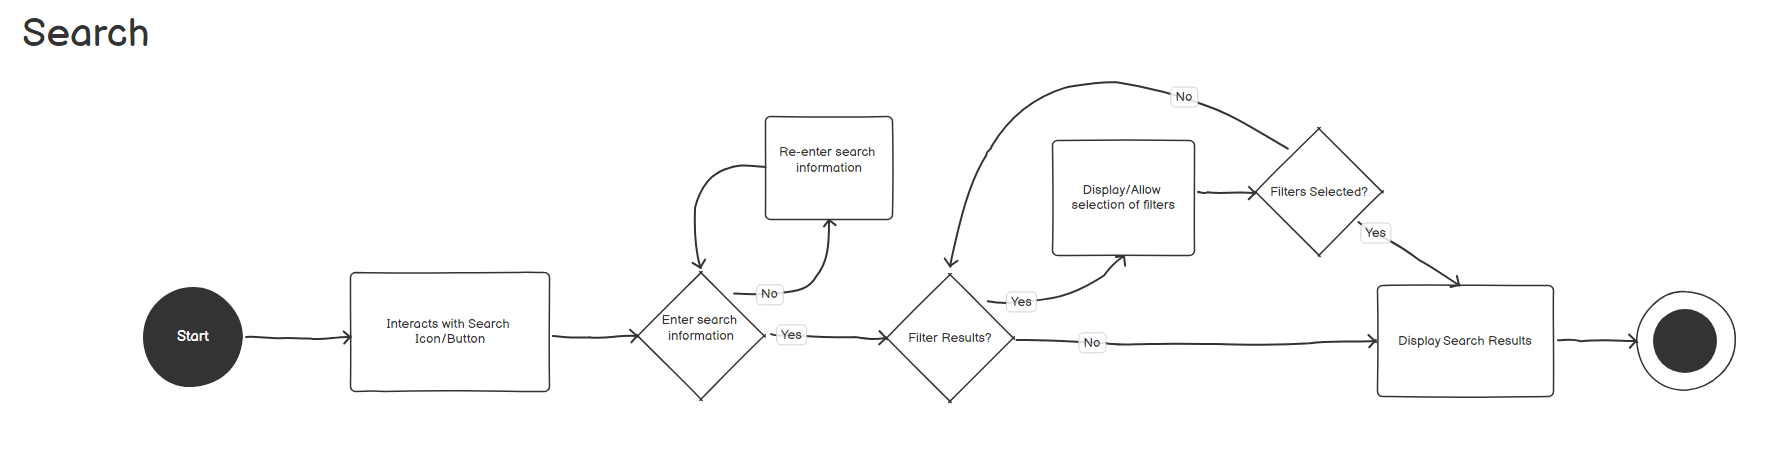 Search
Start
Interacts with Search
Icon/Button
Enter search
information
No
Re-enter search
information
Yes
Filter Results?
Yes
Display/Allow
selection of filters
Filters Selected?
No
Yes
No
Display Search Results